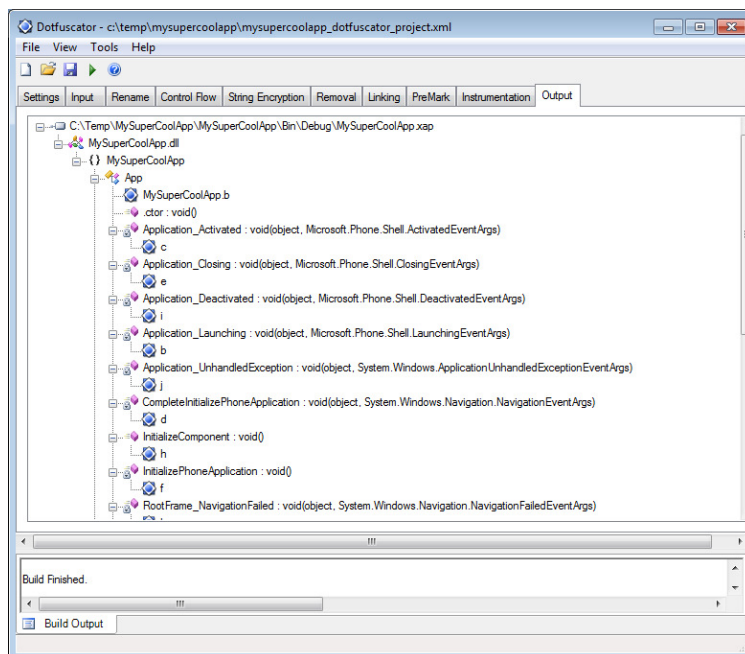 Dotfuscator - c:\temp\mysupercoolapp\mysupercoolapp_dotfuscator_project.xml
File View Tools Help
Settings Input Rename Control Flow String Encryption Removal Linking PreMark Instrumentation Output
C:\Temp\MySuperCoolApp\MySuperCoolApp\Bin\Debug\MySuperCoolApp.xap
MySuperCoolApp.dll
{} MySuperCoolApp
App
MySuperCoolApp.b
.ctor : void()
Application_Activated : void(object, Microsoft.Phone.Shell.ActivatedEventArgs)
c
Application_Closing : void(object, Microsoft.Phone.Shell.ClosingEventArgs)
e
Application_Deactivated : void(object, Microsoft.Phone.Shell.DeactivatedEventArgs)
i
Application_Launching : void(object, Microsoft.Phone.Shell.LaunchingEventArgs)
b
Application_UnhandledException : void(object, System.Windows.ApplicationUnhandledExceptionEventArgs)
j
CompleteInitializePhoneApplication : void(object, System.Windows.Navigation.NavigationEventArgs)
d
InitializeComponent : void()
h
InitializePhoneApplication : void()
f
RootFrame_NavigationFailed : void(object, System.Windows.Navigation.NavigationFailedEventArgs)
Build Finished.
Build Output